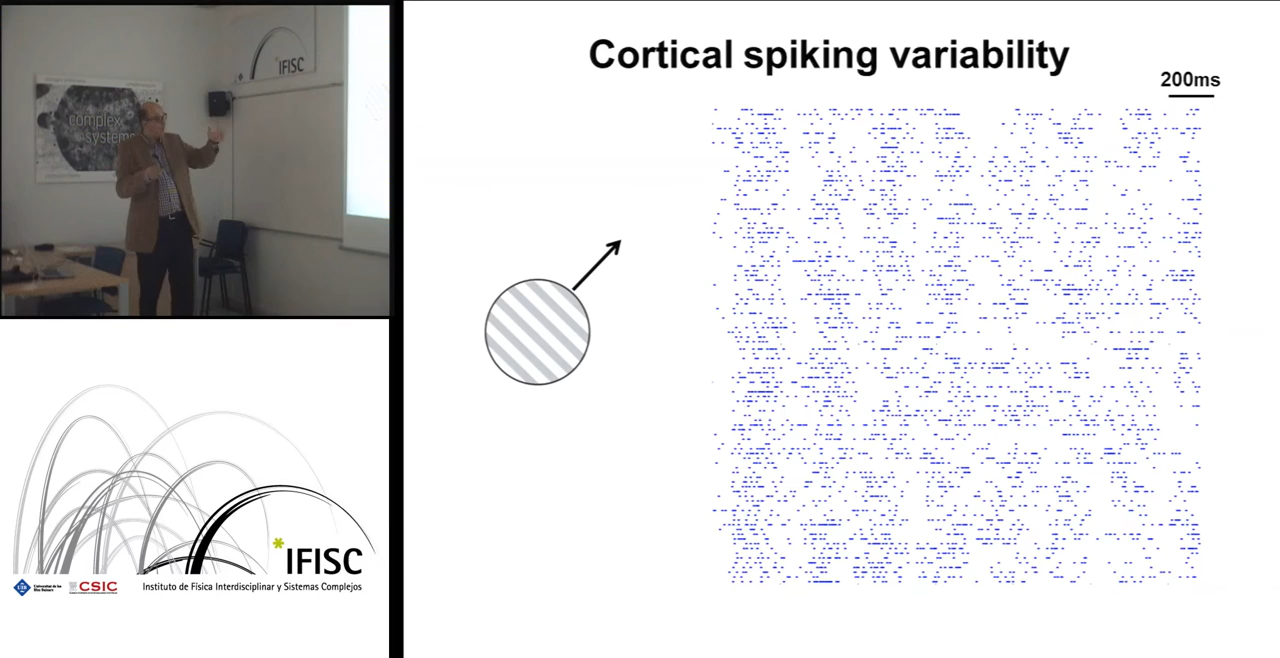 Cortical spiking variability
200ms
IFISC
complex
systems
*IFISC
CSIC
Instituto de Física Interdisciplinar y Sistemas Complejos